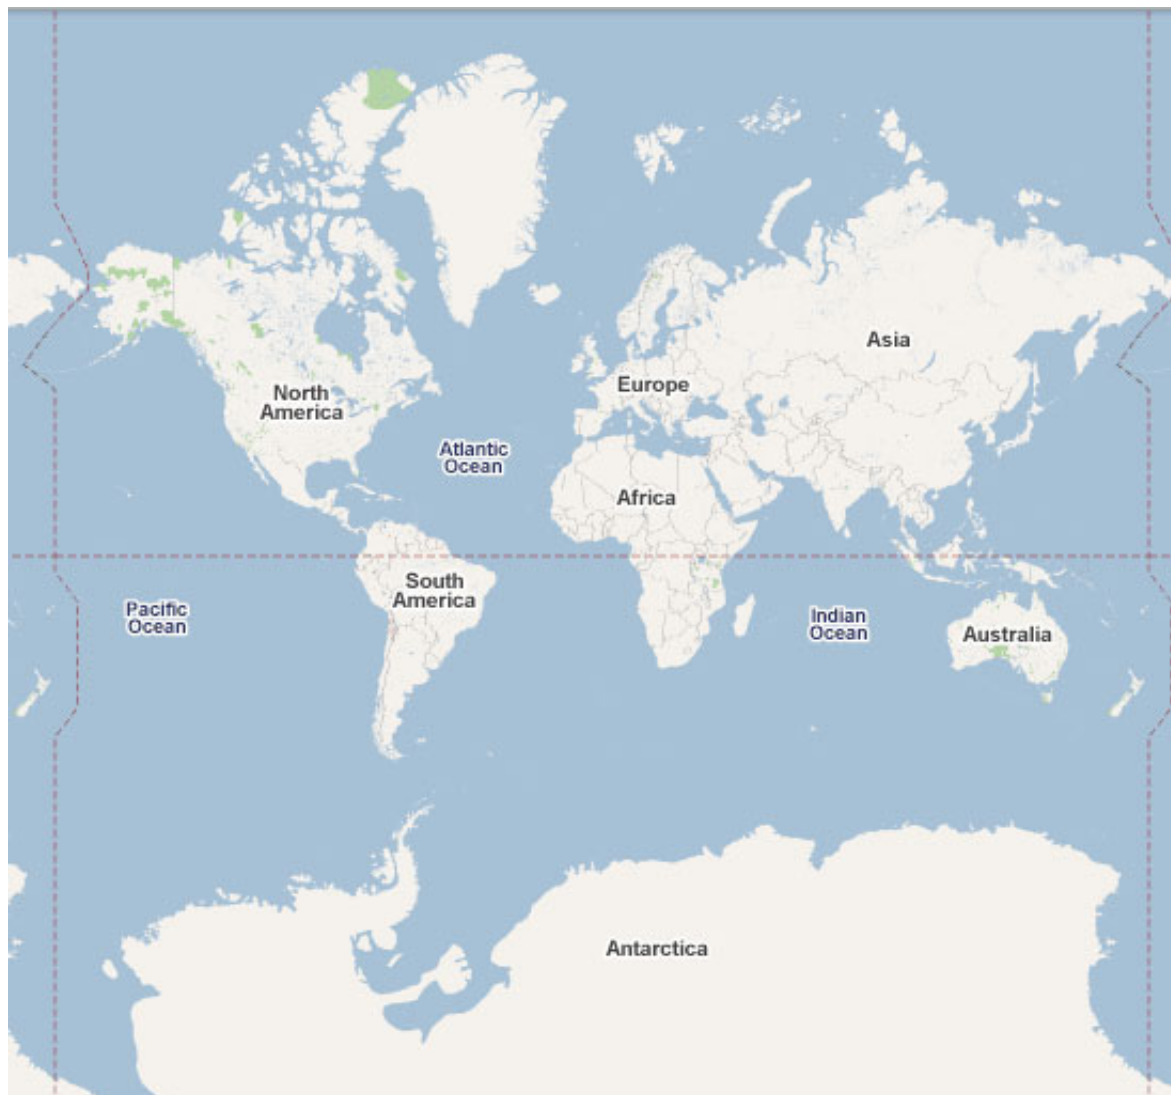 Asia
Europe
North
America
Atlantic
Ocean
Africa
South
America
Pacific
Ocean
Indian
Ocean
Australia
Antarctica